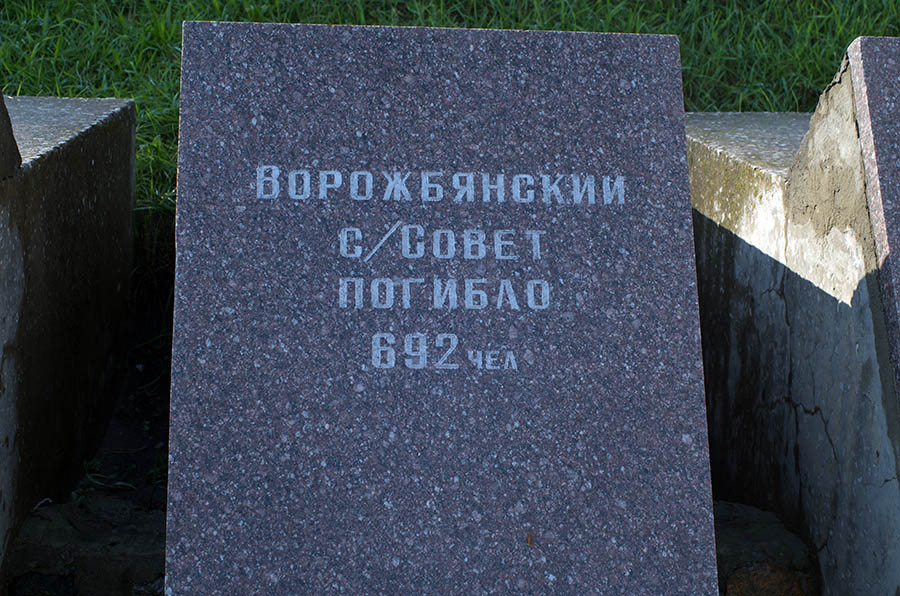 Ворожбянский
с/Совет
погибло
692 чел